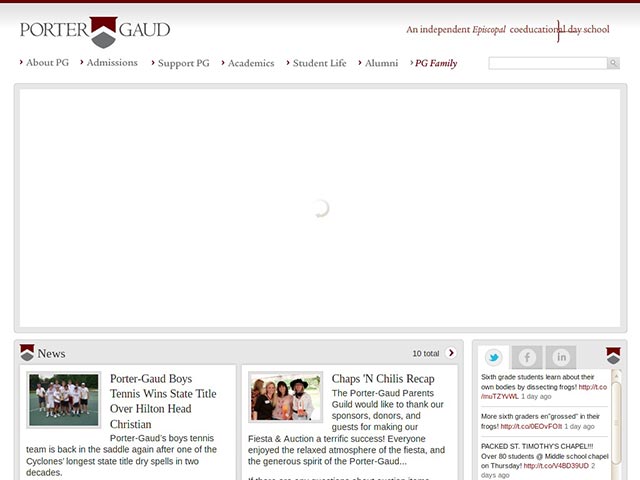 PORTER GAUD
An independent Episcopal coeducational day school
About PG
Admissions
Support PG
Academics
Student Life
Alumni
PG Family
News
10 total
Porter-Gaud Boys
Tennis Wins State Title
Over Hilton Head
Christian
Porter-Gaud's boys tennis
team is back in the saddle again after one of the
Cyclones' longest state title dry spells in two
decades.
Chaps 'N Chilis Recap
The Porter-Gaud Parents
Guild would like to thank our
sponsors, donors, and
guests for making our
Fiesta & Auction a terrific success! Everyone
enjoyed the relaxed atmosphere of the fiesta, and
the generous spirit of the Porter-Gaud...
If there are any questions about auction items
f
in
Sixth grade students learn about their
own bodies by dissecting frogs! http://t.co
/muTZYvWL 1 day ago
More sixth graders en"grossed" in their
frogs! http://t.co/0EOvFOIt 1 day ago
PACKED ST. TIMOTHY'S CHAPEL!!!
Over 80 students @ Middle school chapel
on Thursday! http://t.co/V4BD39UD 2
days ago